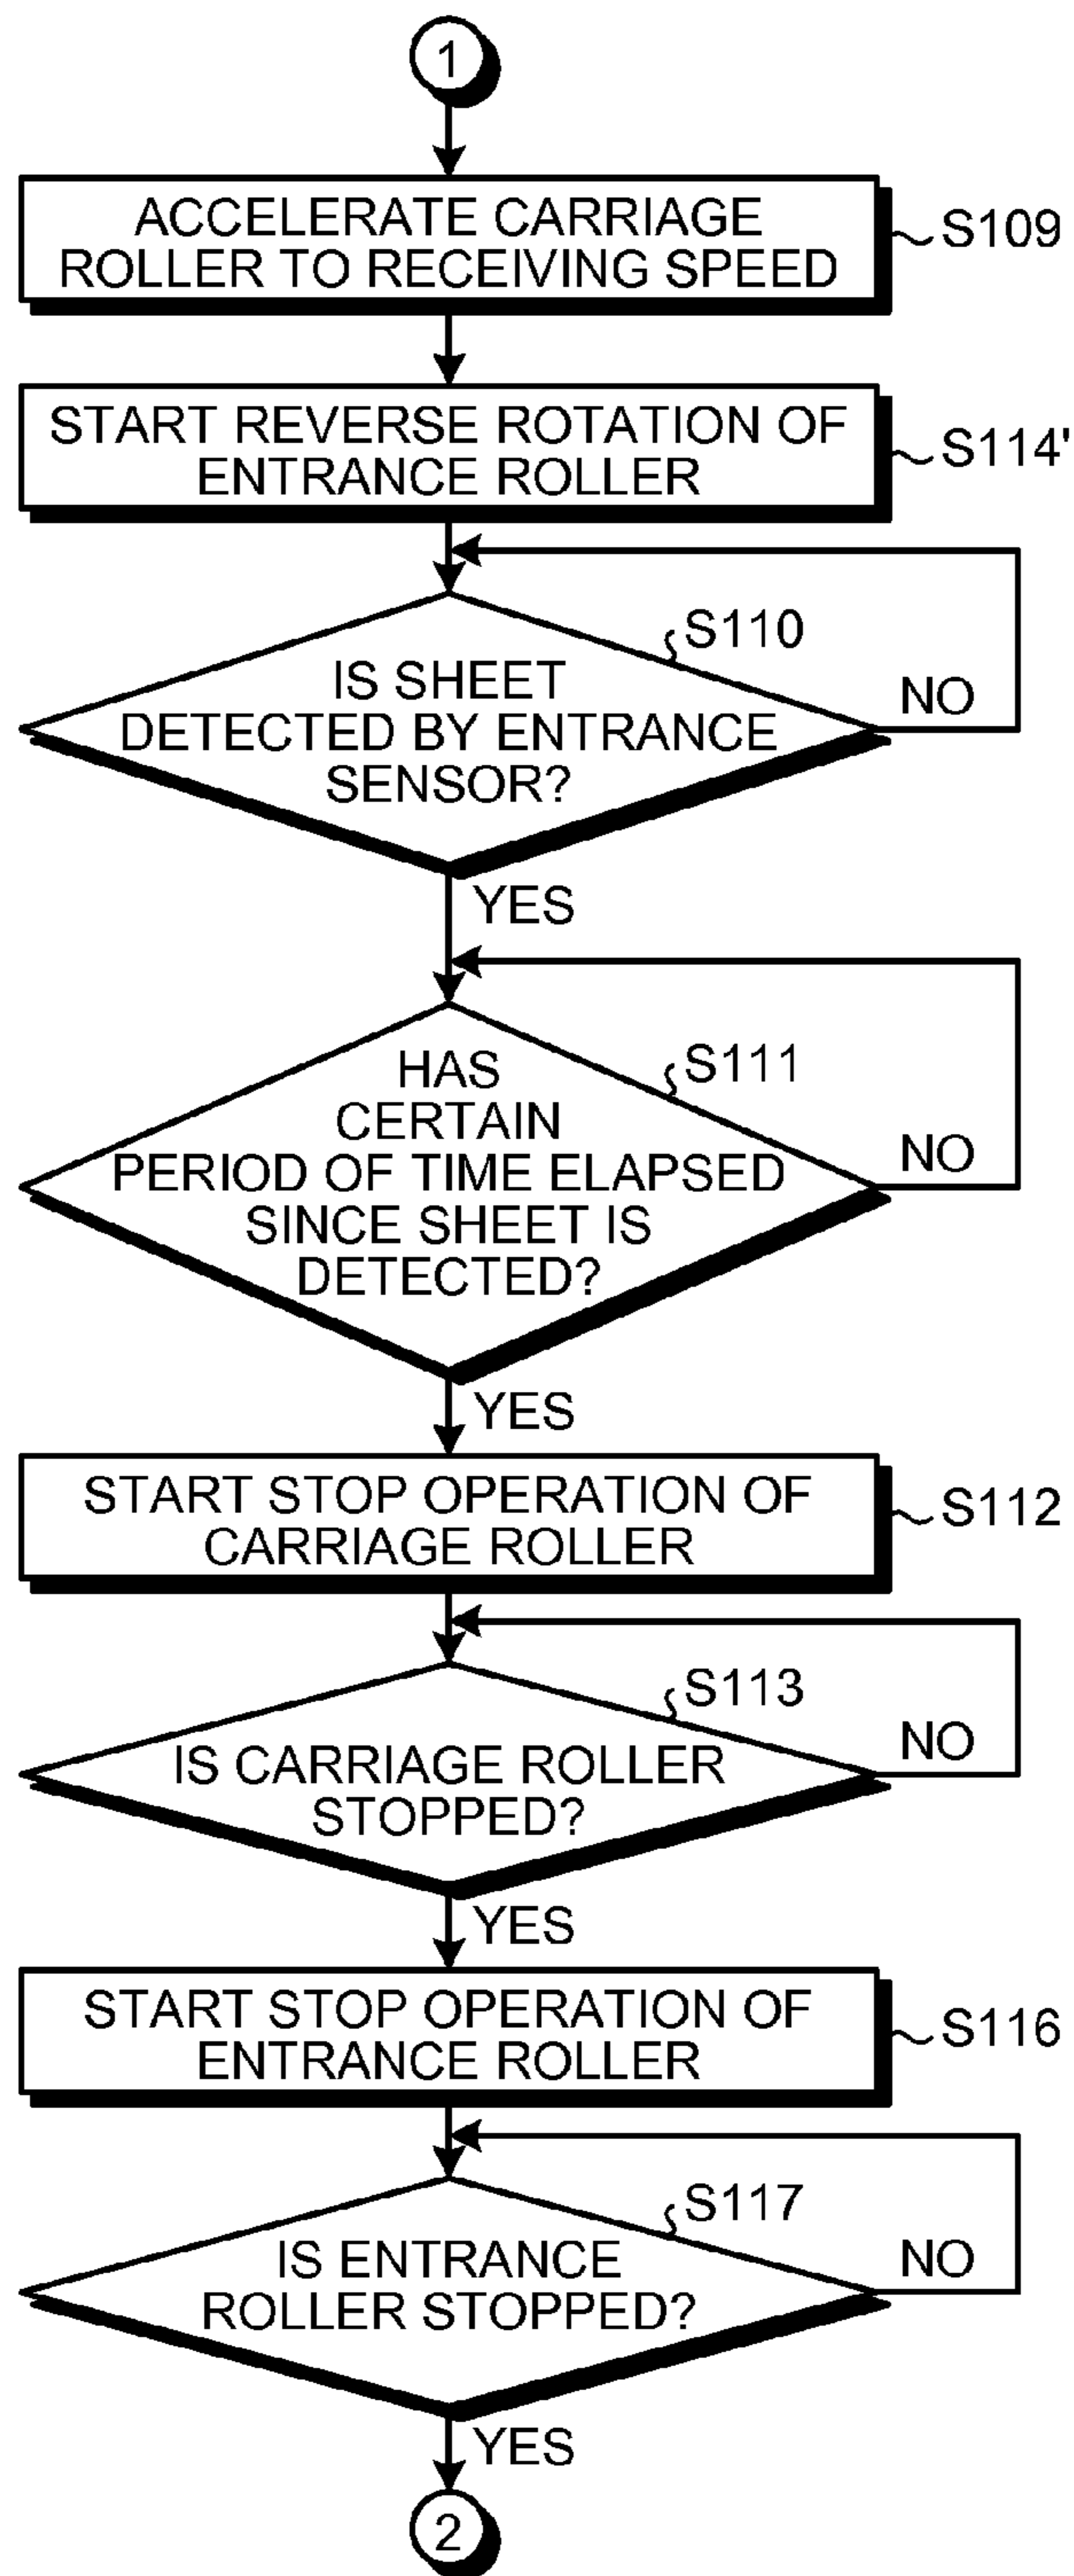 1
ACCELERATE CARRIAGE
ROLLER TO RECEIVING SPEED
S109
START REVERSE ROTATION OF
ENTRANCE ROLLER
S114'
S110
IS SHEET
DETECTED BY ENTRANCE
SENSOR?
NO
YES
S111
HAS
CERTAIN
PERIOD OF TIME ELAPSED
SINCE SHEET IS
DETECTED?
NO
YES
START STOP OPERATION OF
CARRIAGE ROLLER
S112
S113
IS CARRIAGE ROLLER
STOPPED?
NO
YES
START STOP OPERATION OF
ENTRANCE ROLLER
S116
S117
IS ENTRANCE
ROLLER STOPPED?
NO
YES
2